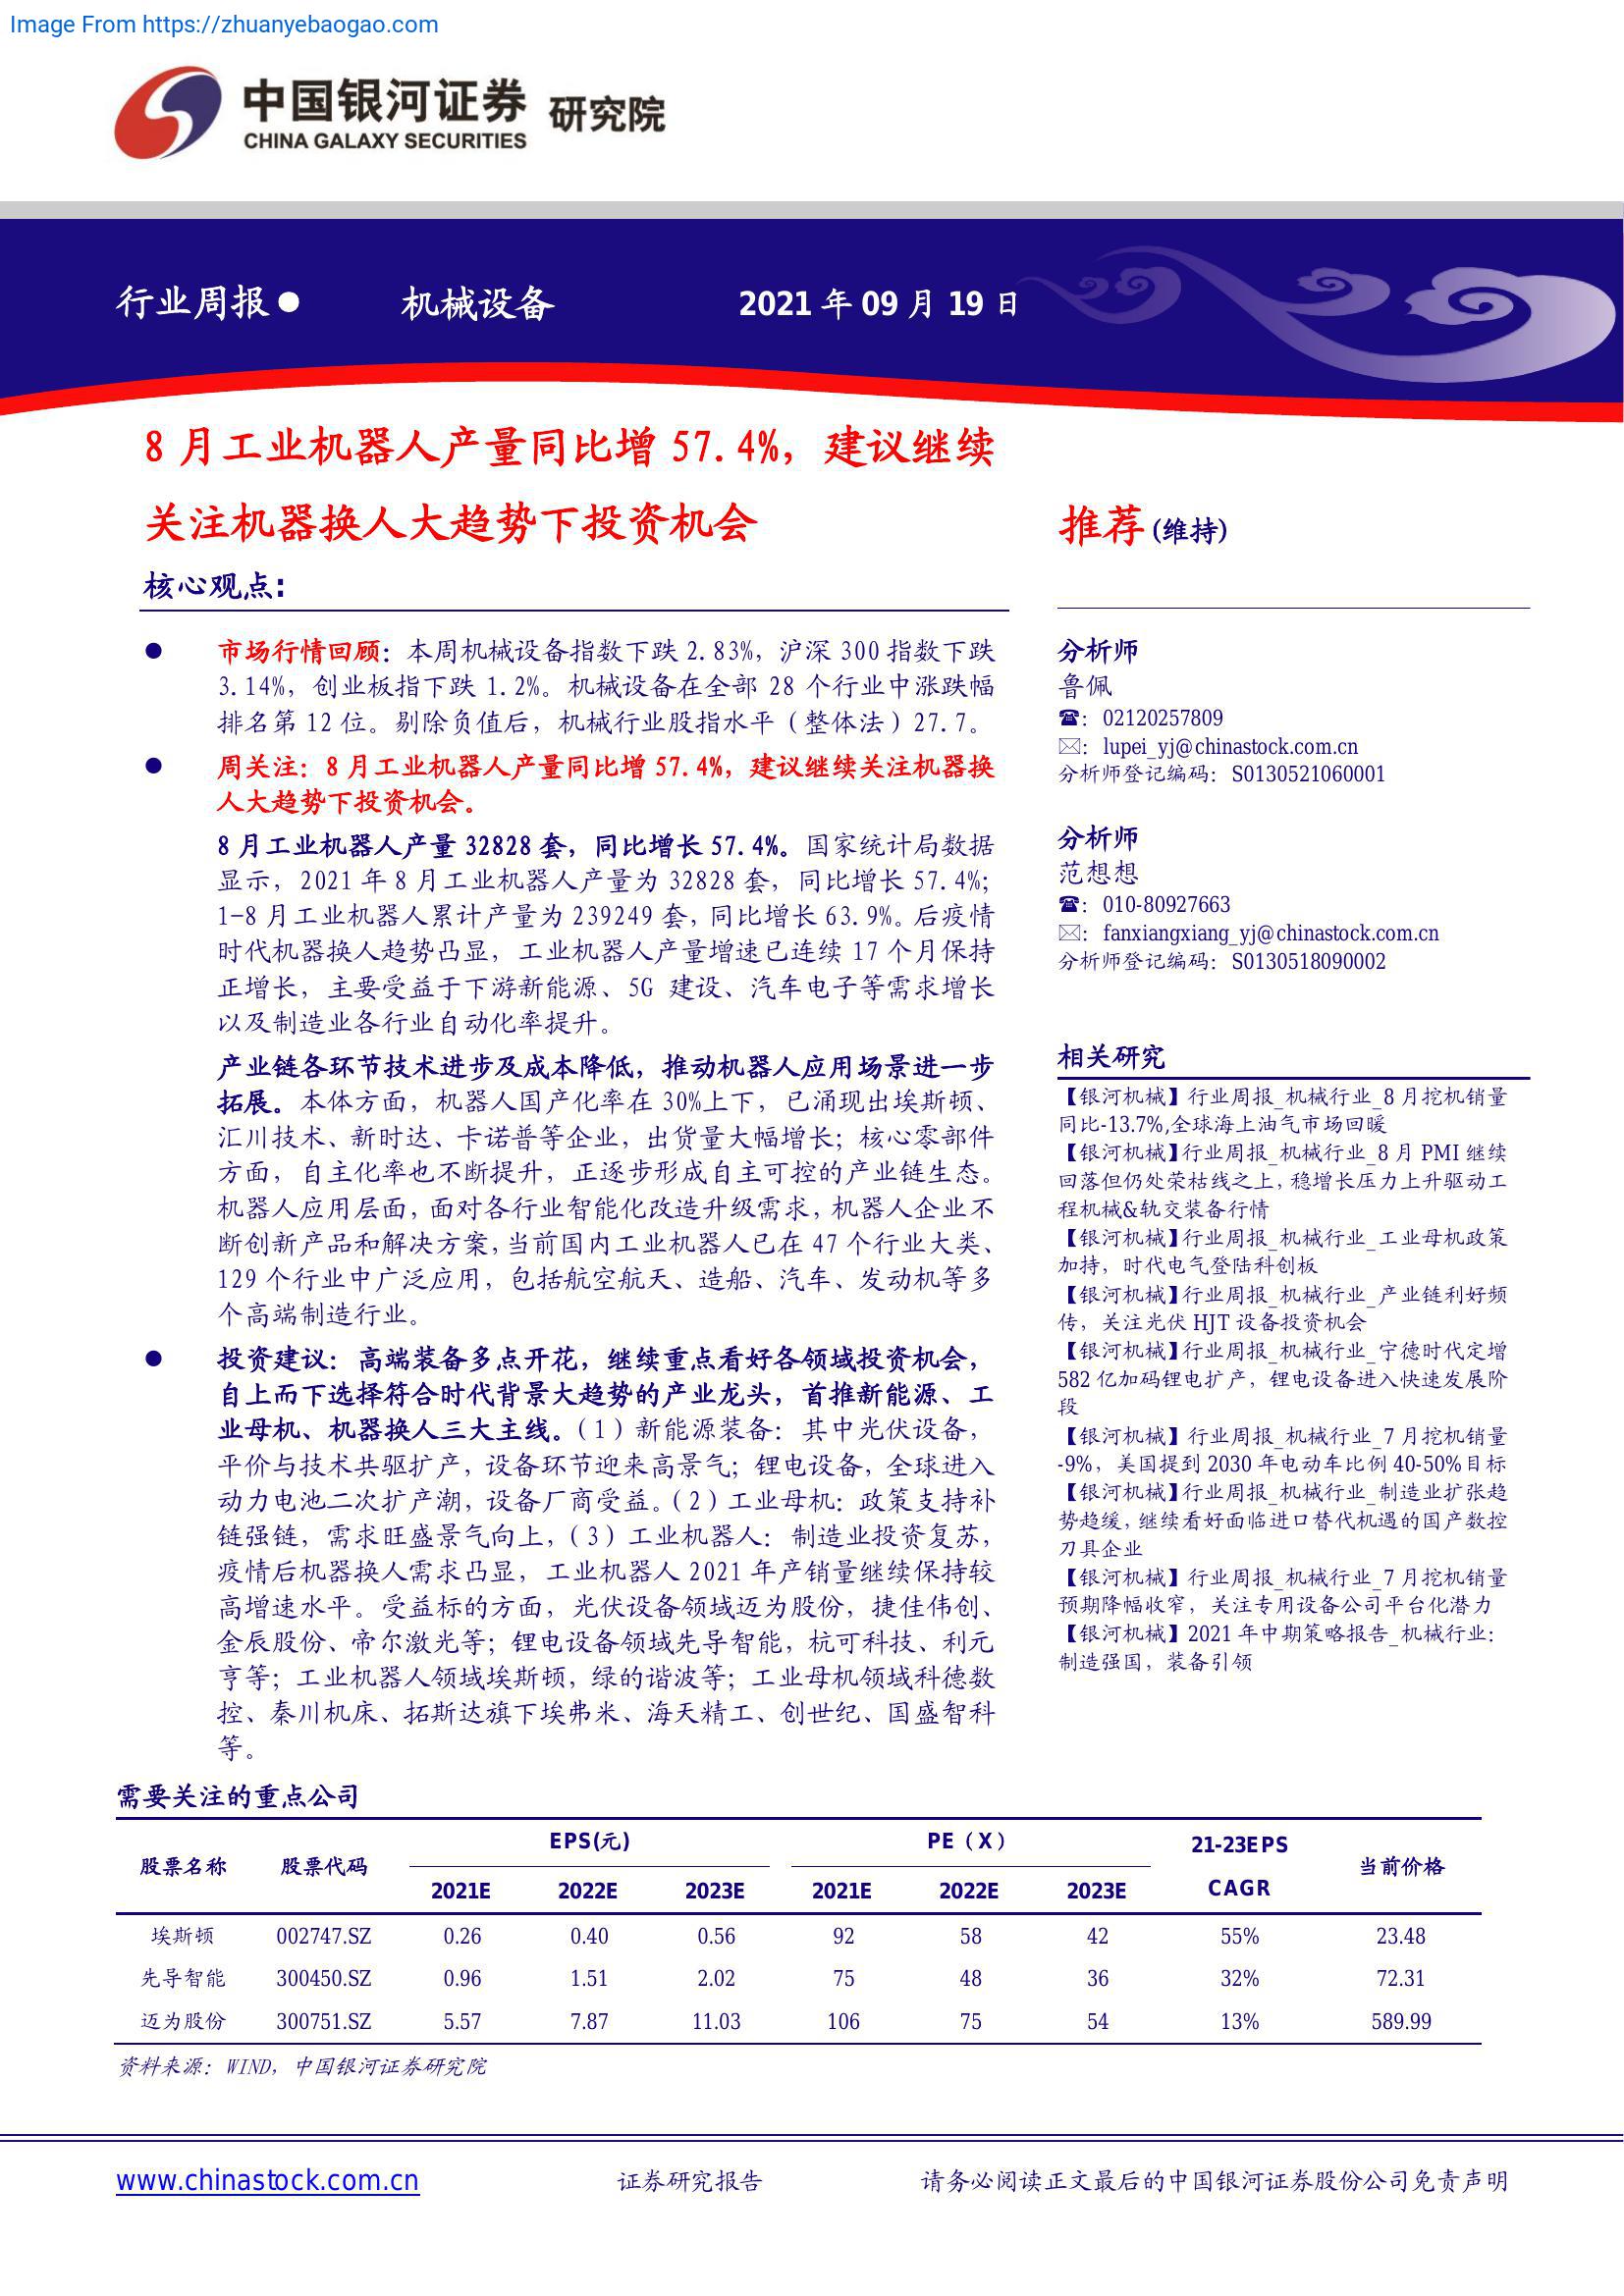 Image From https://zhuanyebaogao.com
中国银河证券 研究院
CHINA GALAXY SECURITIES
行业周报● 机械设备 2021 年 09 月 19 日
8 月工业机器人产量同比增 57.4%，建议继续
关注机器换人大趋势下投资机会
推荐(维持)
核心观点:
● 市场行情回顾：本周机械设备指数下跌 2.83%，沪深 300 指数下跌
3.14%，创业板指下跌 1.2%。机械设备在全部 28 个行业中涨跌幅
排名第 12 位。剔除负值后，机械行业股指水平（整体法）27.7。
● 周关注：8 月工业机器人产量同比增 57.4%，建议继续关注机器换
人大趋势下投资机会。
8 月工业机器人产量 32828 套，同比增长 57.4%。国家统计局数据
显示，2021 年 8 月工业机器人产量为 32828 套，同比增长 57.4%；
1-8 月工业机器人累计产量为 239249 套，同比增长 63.9%。后疫情
时代机器换人趋势凸显，工业机器人产量增速已连续 17 个月保持
正增长，主要受益于下游新能源、5G 建设、汽车电子等需求增长
以及制造业各行业自动化率提升。
产业链各环节技术进步及成本降低，推动机器人应用场景进一步
拓展。本体方面，机器人国产化率在 30%上下，已涌现出埃斯顿、
汇川技术、新时达、卡诺普等企业，出货量大幅增长；核心零部件
方面，自主化率也不断提升，正逐步形成自主可控的产业链生态。
机器人应用层面，面对各行业智能化改造升级需求，机器人企业不
断创新产品和解决方案，当前国内工业机器人已在 47 个行业大类、
129 个行业中广泛应用，包括航空航天、造船、汽车、发动机等多
个高端制造行业。
● 投资建议：高端装备多点开花，继续重点看好各领域投资机会，
自上而下选择符合时代背景大趋势的产业龙头，首推新能源、工
业母机、机器换人三大主线。（1）新能源装备：其中光伏设备，
平价与技术共驱扩产，设备环节迎来高景气；锂电设备，全球进入
动力电池二次扩产潮，设备厂商受益。（2）工业母机：政策支持补
链强链，需求旺盛景气向上，（3）工业机器人：制造业投资复苏，
疫情后机器换人需求凸显，工业机器人 2021 年产销量继续保持较
高增速水平。受益标的方面，光伏设备领域迈为股份，捷佳伟创、
金辰股份、帝尔激光等；锂电设备领域先导智能，杭可科技、利元
亨等；工业机器人领域埃斯顿，绿的谐波等；工业母机领域科德数
控、秦川机床、拓斯达旗下埃弗米、海天精工、创世纪、国盛智科
等。
分析师
鲁佩
☎：02120257809
✉：lupei_yj@chinastock.com.cn
分析师登记编码：S0130521060001
分析师
范想想
☎：010-80927663
✉：fanxiangxiang_yj@chinastock.com.cn
分析师登记编码：S0130518090002
相关研究
【银河机械】行业周报_机械行业_8 月挖机销量
同比-13.7%,全球海上油气市场回暖
【银河机械】行业周报_机械行业_8 月 PMI 继续
回落但仍处荣枯线之上，稳增长压力上升驱动工
程机械&轨交装备行情
【银河机械】行业周报_机械行业_工业母机政策
加持，时代电气登陆科创板
【银河机械】行业周报_机械行业_产业链利好频
传，关注光伏 HJT 设备投资机会
【银河机械】行业周报_机械行业_宁德时代定增
582 亿加码锂电扩产，锂电设备进入快速发展阶
段
【银河机械】行业周报_机械行业_7 月挖机销量
-9%，美国提到 2030 年电动车比例 40-50%目标
【银河机械】行业周报_机械行业_制造业扩张趋
势趋缓，继续看好面临进口替代机遇的国产数控
刀具企业
【银河机械】行业周报_机械行业_7 月挖机销量
预期降幅收窄，关注专用设备公司平台化潜力
【银河机械】2021 年中期策略报告_机械行业：
制造强国，装备引领
需要关注的重点公司
股票名称 股票代码 EPS(元) PE（X） 21-23EPS CAGR 当前价格
2021E 2022E 2023E 2021E 2022E 2023E
埃斯顿 002747.SZ 0.26 0.40 0.56 92 58 42 55% 23.48
先导智能 300450.SZ 0.96 1.51 2.02 75 48 36 32% 72.31
迈为股份 300751.SZ 5.57 7.87 11.03 106 75 54 13% 589.99
资料来源：WIND，中国银河证券研究院
www.chinastock.com.cn 证券研究报告 请务必阅读正文最后的中国银河证券股份公司免责声明